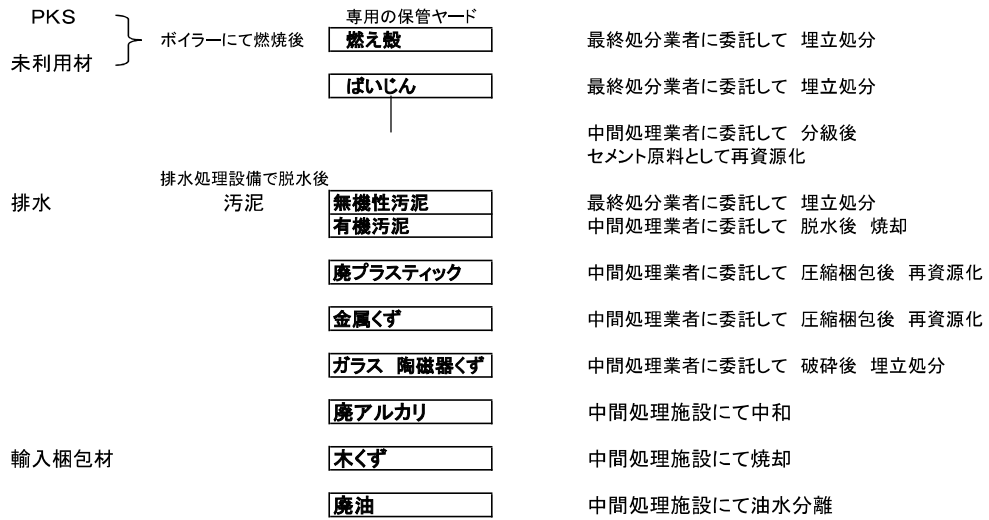 PKS
専用の保管ヤード
ボイラーにて燃焼後 燃え殻 最終処分業者に委託して 埋立処分
未利用材
ばいじん 最終処分業者に委託して 埋立処分
中間処理業者に委託して 分級後
セメント原料として再資源化
排水処理設備で脱水後
排水 汚泥 無機性汚泥 最終処分業者に委託して 埋立処分
有機汚泥 中間処理業者に委託して 脱水後 焼却
廃プラスティック 中間処理業者に委託して 圧縮梱包後 再資源化
金属くず 中間処理業者に委託して 圧縮梱包後 再資源化
ガラス 陶磁器くず 中間処理業者に委託して 破砕後 埋立処分
廃アルカリ 中間処理施設にて中和
輸入梱包材 木くず 中間処理施設にて焼却
廃油 中間処理施設にて油水分離